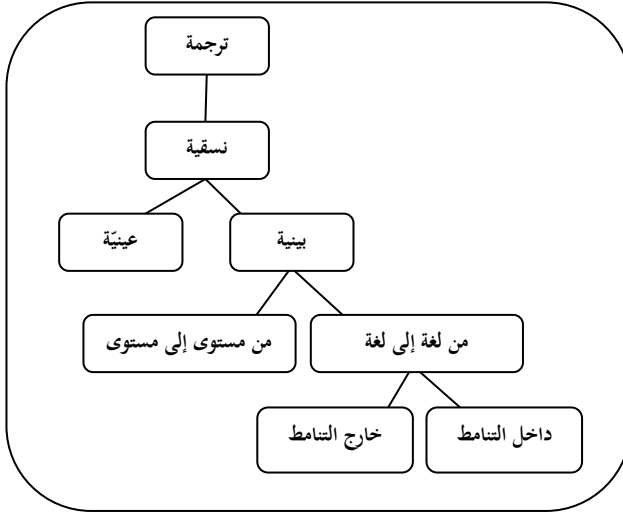 ترجمة
نسقية
بينية
عينيّة
من لغة إلى لغة
من مستوى إلى مستوى
داخل التنامط
خارج التنامط